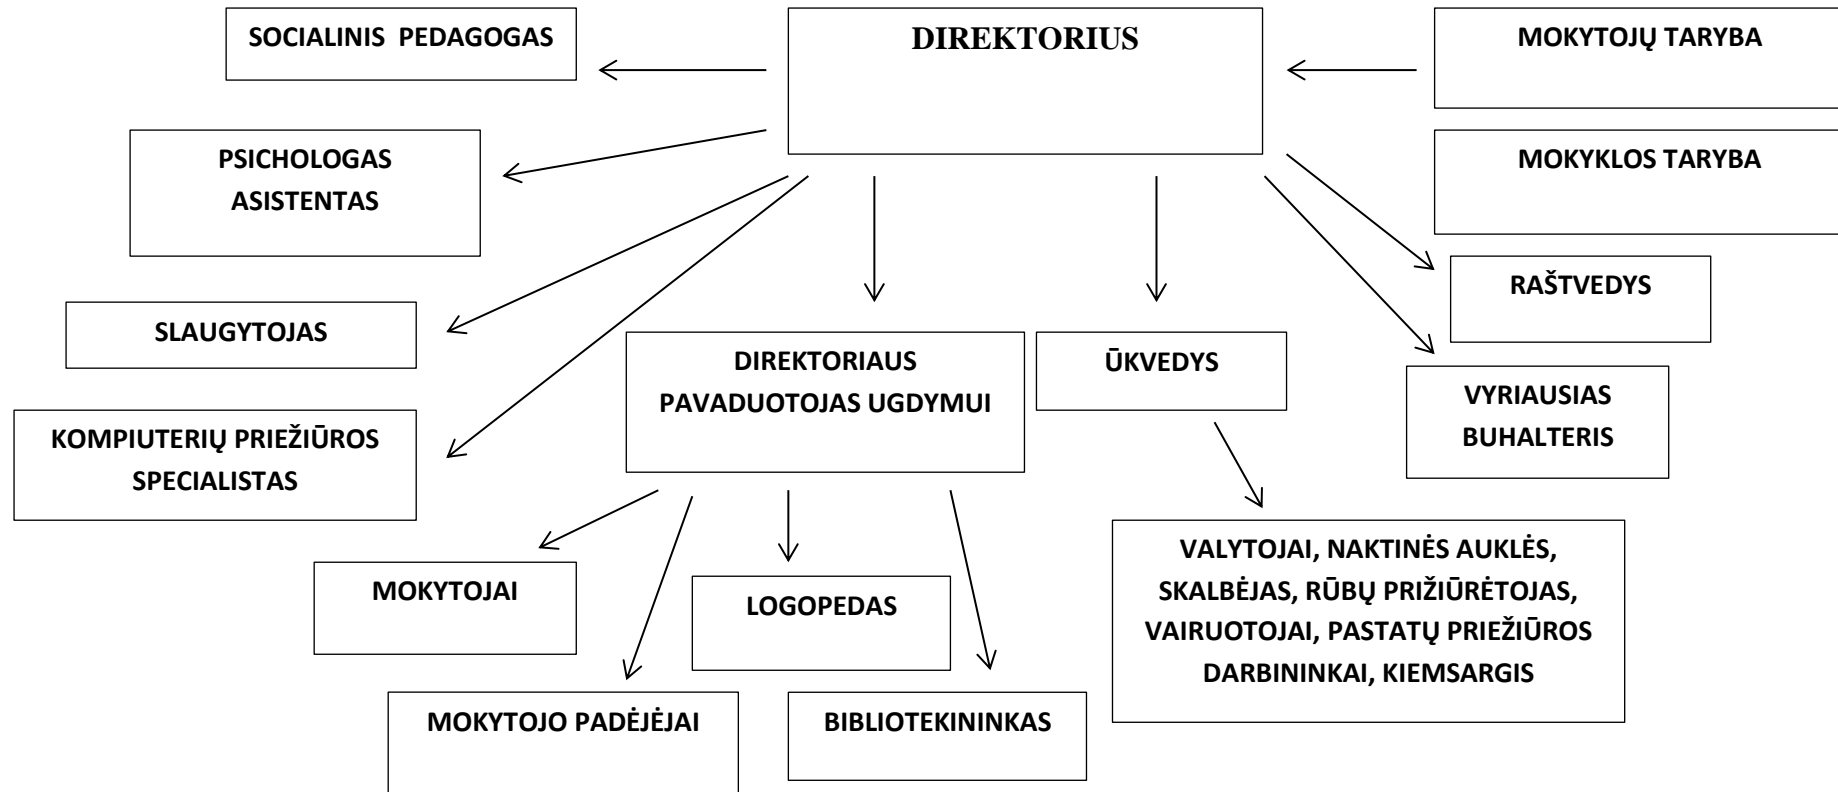 SOCIALINIS PEDAGOGAS
DIREKTORIUS
MOKYTOJŲ TARYBA
PSICHOLOGAS
ASISTENTAS
MOKYKLOS TARYBA
RAŠTVEDYS
SLAUGYTOJAS
DIREKTORIAUS
PAVADUOTOJAS UGDYMUI
ŪKVEDYS
VYRIAUSIAS
BUHALTERIS
KOMPIUTERIŲ PRIEŽIŪROS
SPECIALISTAS
MOKYTOJAI
LOGOPEDAS
VALYTOJAI, NAKTINĖS AUKLĖS,
SKALBĖJAS, RŪBŲ PRIŽIŪRĖTOJAS,
VAIRUOTOJAI, PASTATŲ PRIEŽIŪROS
DARBININKAI, KIEMSARGIS
MOKYTOJO PADĖJĖJAI
BIBLIOTEKININKAS